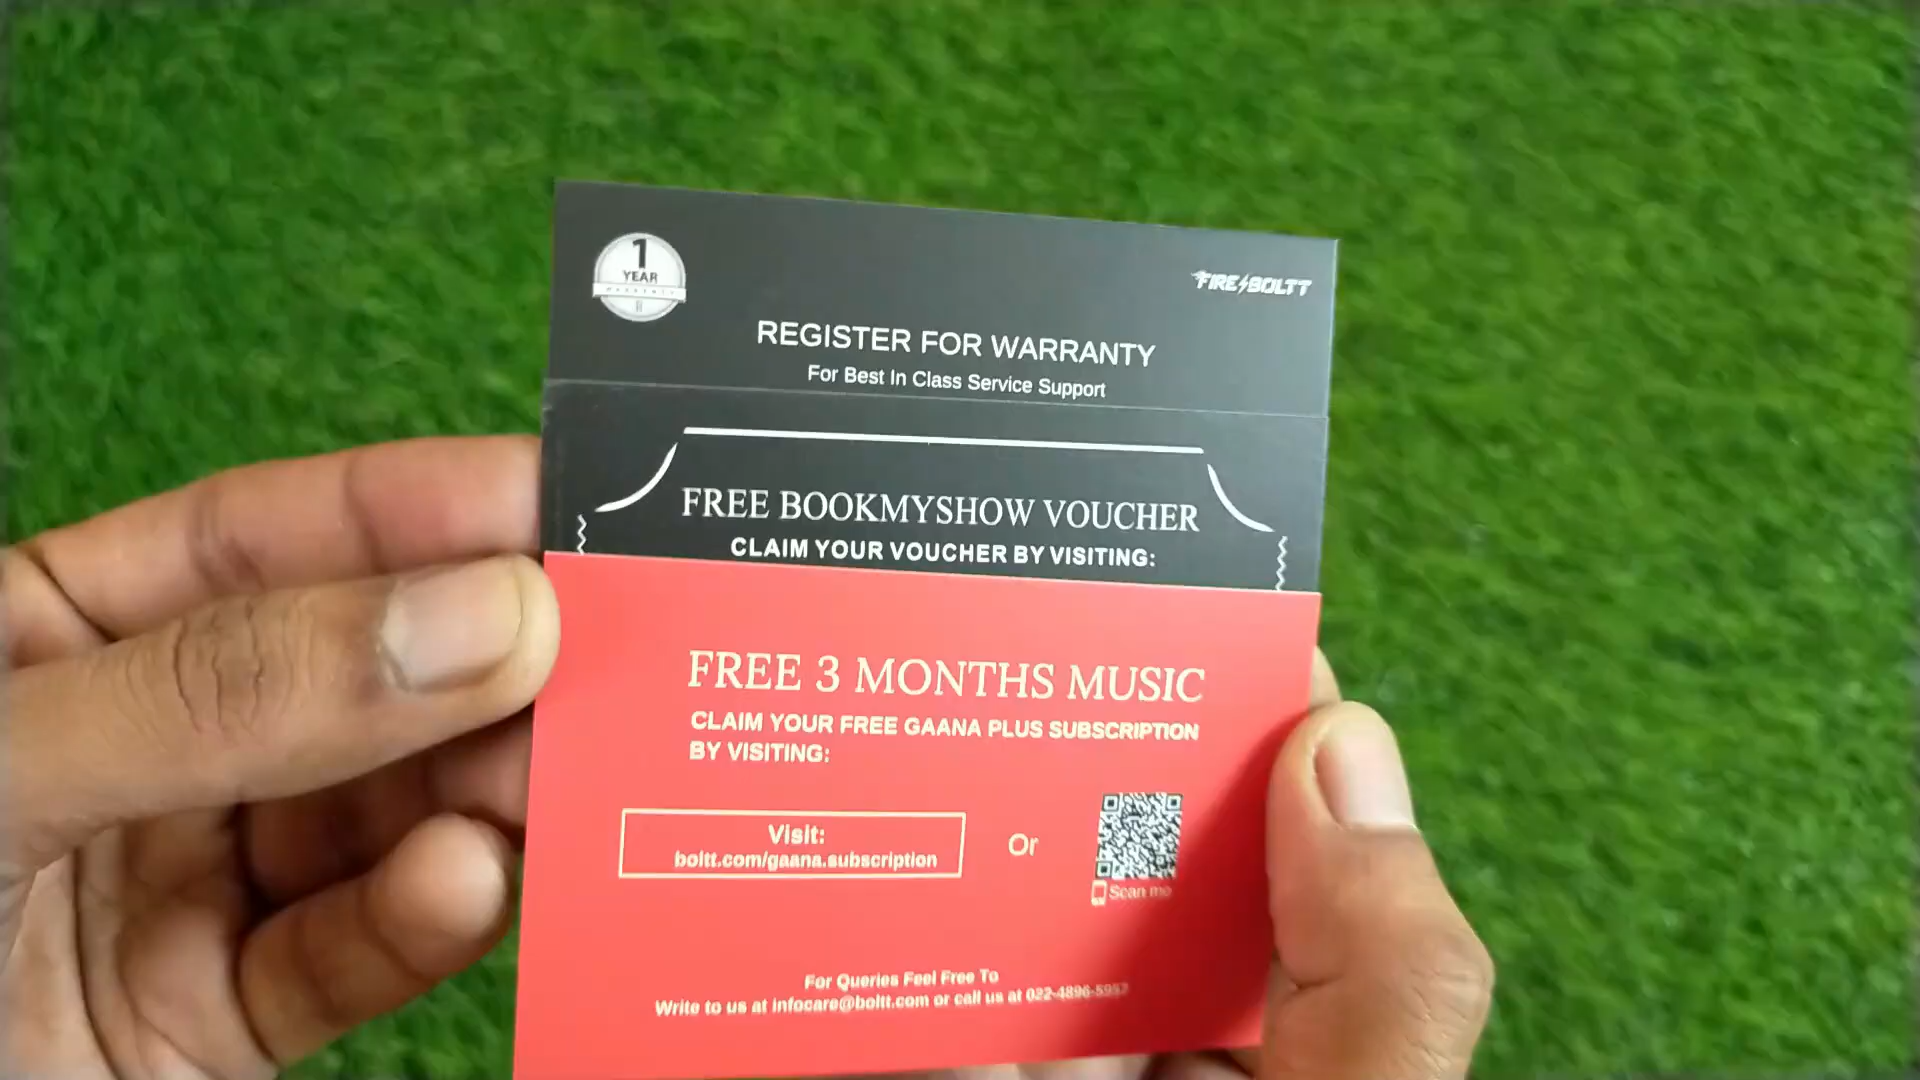 1
YEAR
WARRANTY
FIRE BOLTT
REGISTER FOR WARRANTY
For Best In Class Service Support
FREE BOOKMYSHOW VOUCHER
CLAIM YOUR VOUCHER BY VISITING:
FREE 3 MONTHS MUSIC
CLAIM YOUR FREE GAANA PLUS SUBSCRIPTION
BY VISITING:
Visit:
boltt.com/gaana.subscription
Or
Scan me
For Queries Feel Free To
Write to us at infocare@boltt.com or call us at 022-4896-5957